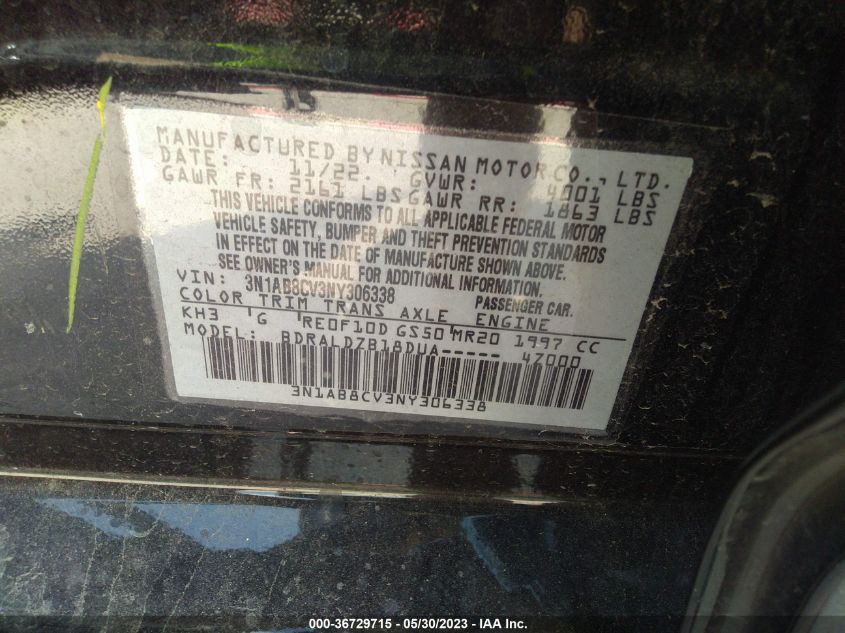 MANUFACTURED BY NISSAN MOTOR CO., LTD.
DATE: 11/22 GVWR: 4001 LBS
GAWR FR: 2161 LBS GAWR RR: 1863 LBS
THIS VEHICLE CONFORMS TO ALL APPLICABLE FEDERAL MOTOR
VEHICLE SAFETY, BUMPER AND THEFT PREVENTION STANDARDS
IN EFFECT ON THE DATE OF MANUFACTURE SHOWN ABOVE.
SEE OWNER'S MANUAL FOR ADDITIONAL INFORMATION.
VIN: 3N1AB8CV3NY306338 PASSENGER CAR.
COLOR TRIM TRANS AXLE ENGINE
KH3 G RE0F10D GS50 MR20 1997 CC
MODEL: BDRALDZB18DUA----- 47000
3N1AB8CV3NY306338
000-36729715 - 05/30/2023 - IAA Inc.